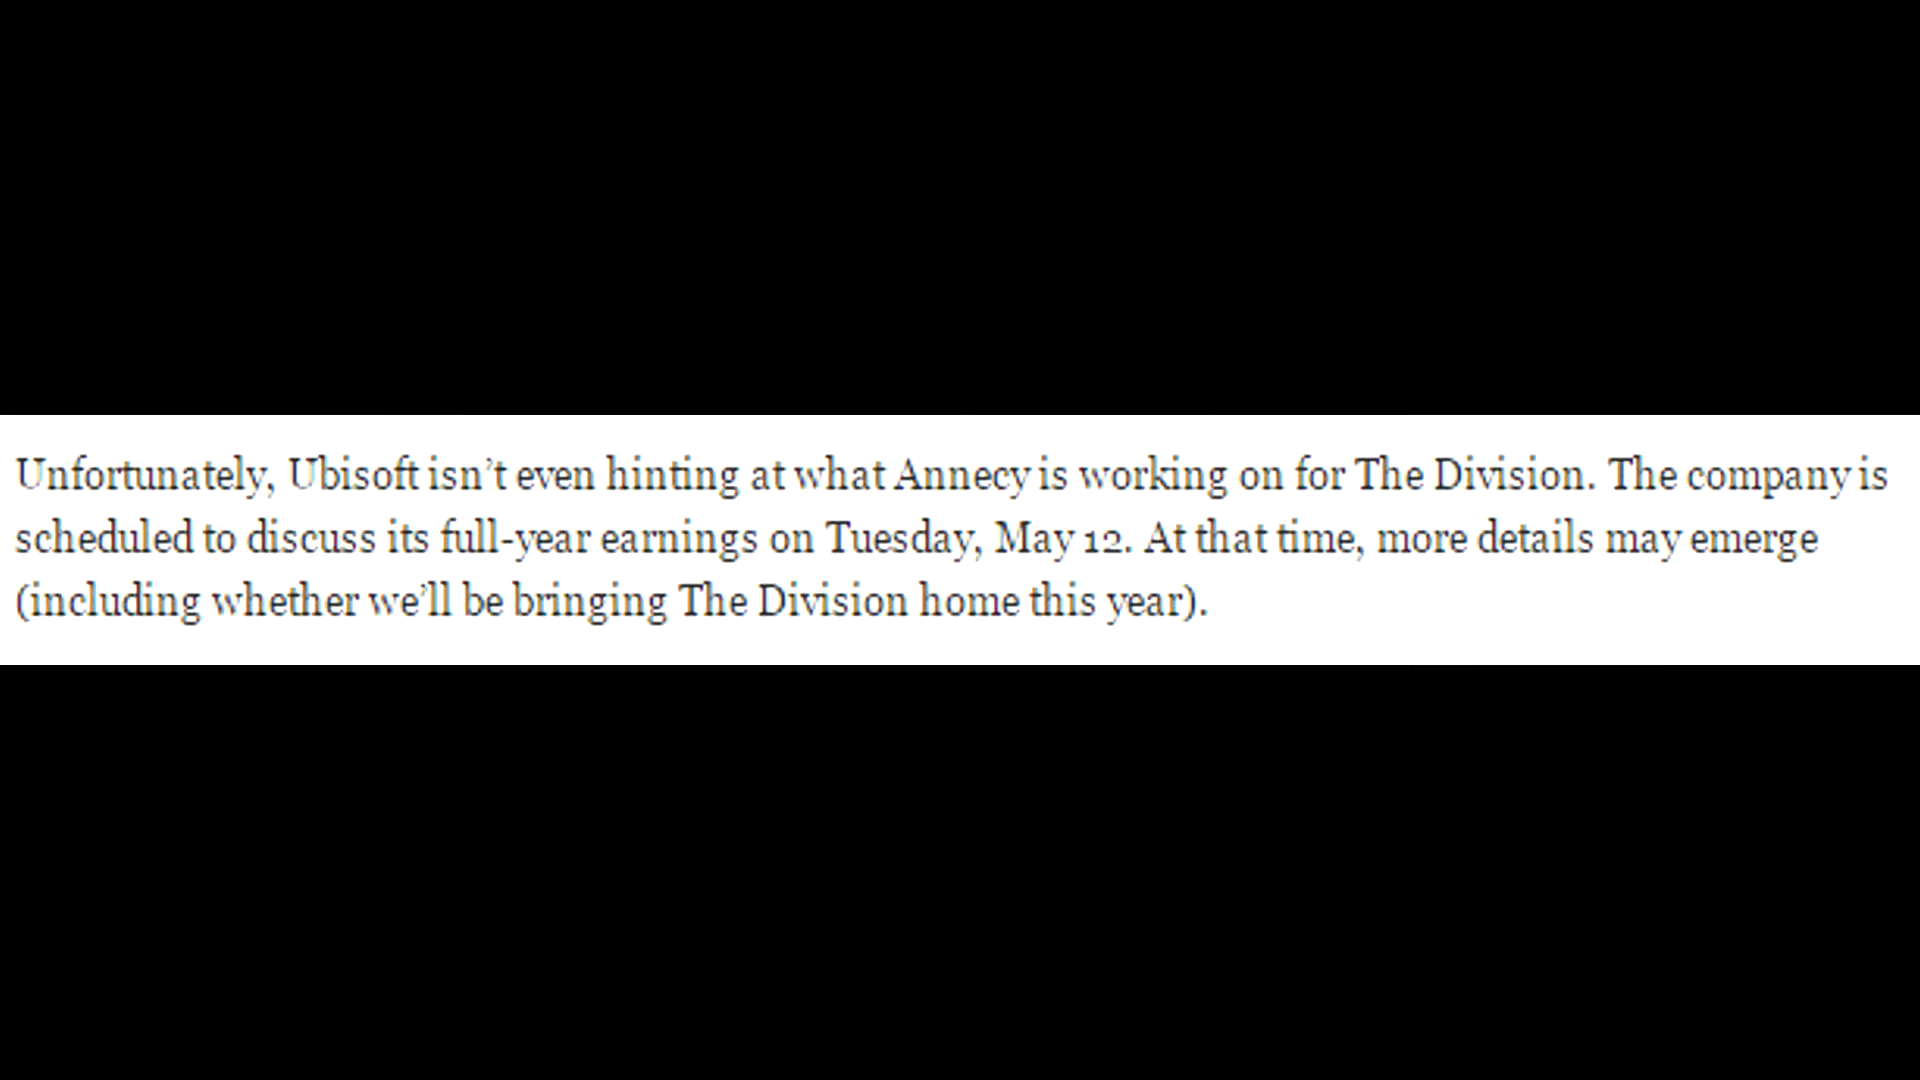 Unfortunately, Ubisoft isn’t even hinting at what Annecy is working on for The Division. The company is
scheduled to discuss its full-year earnings on Tuesday, May 12. At that time, more details may emerge
(including whether we’ll be bringing The Division home this year).